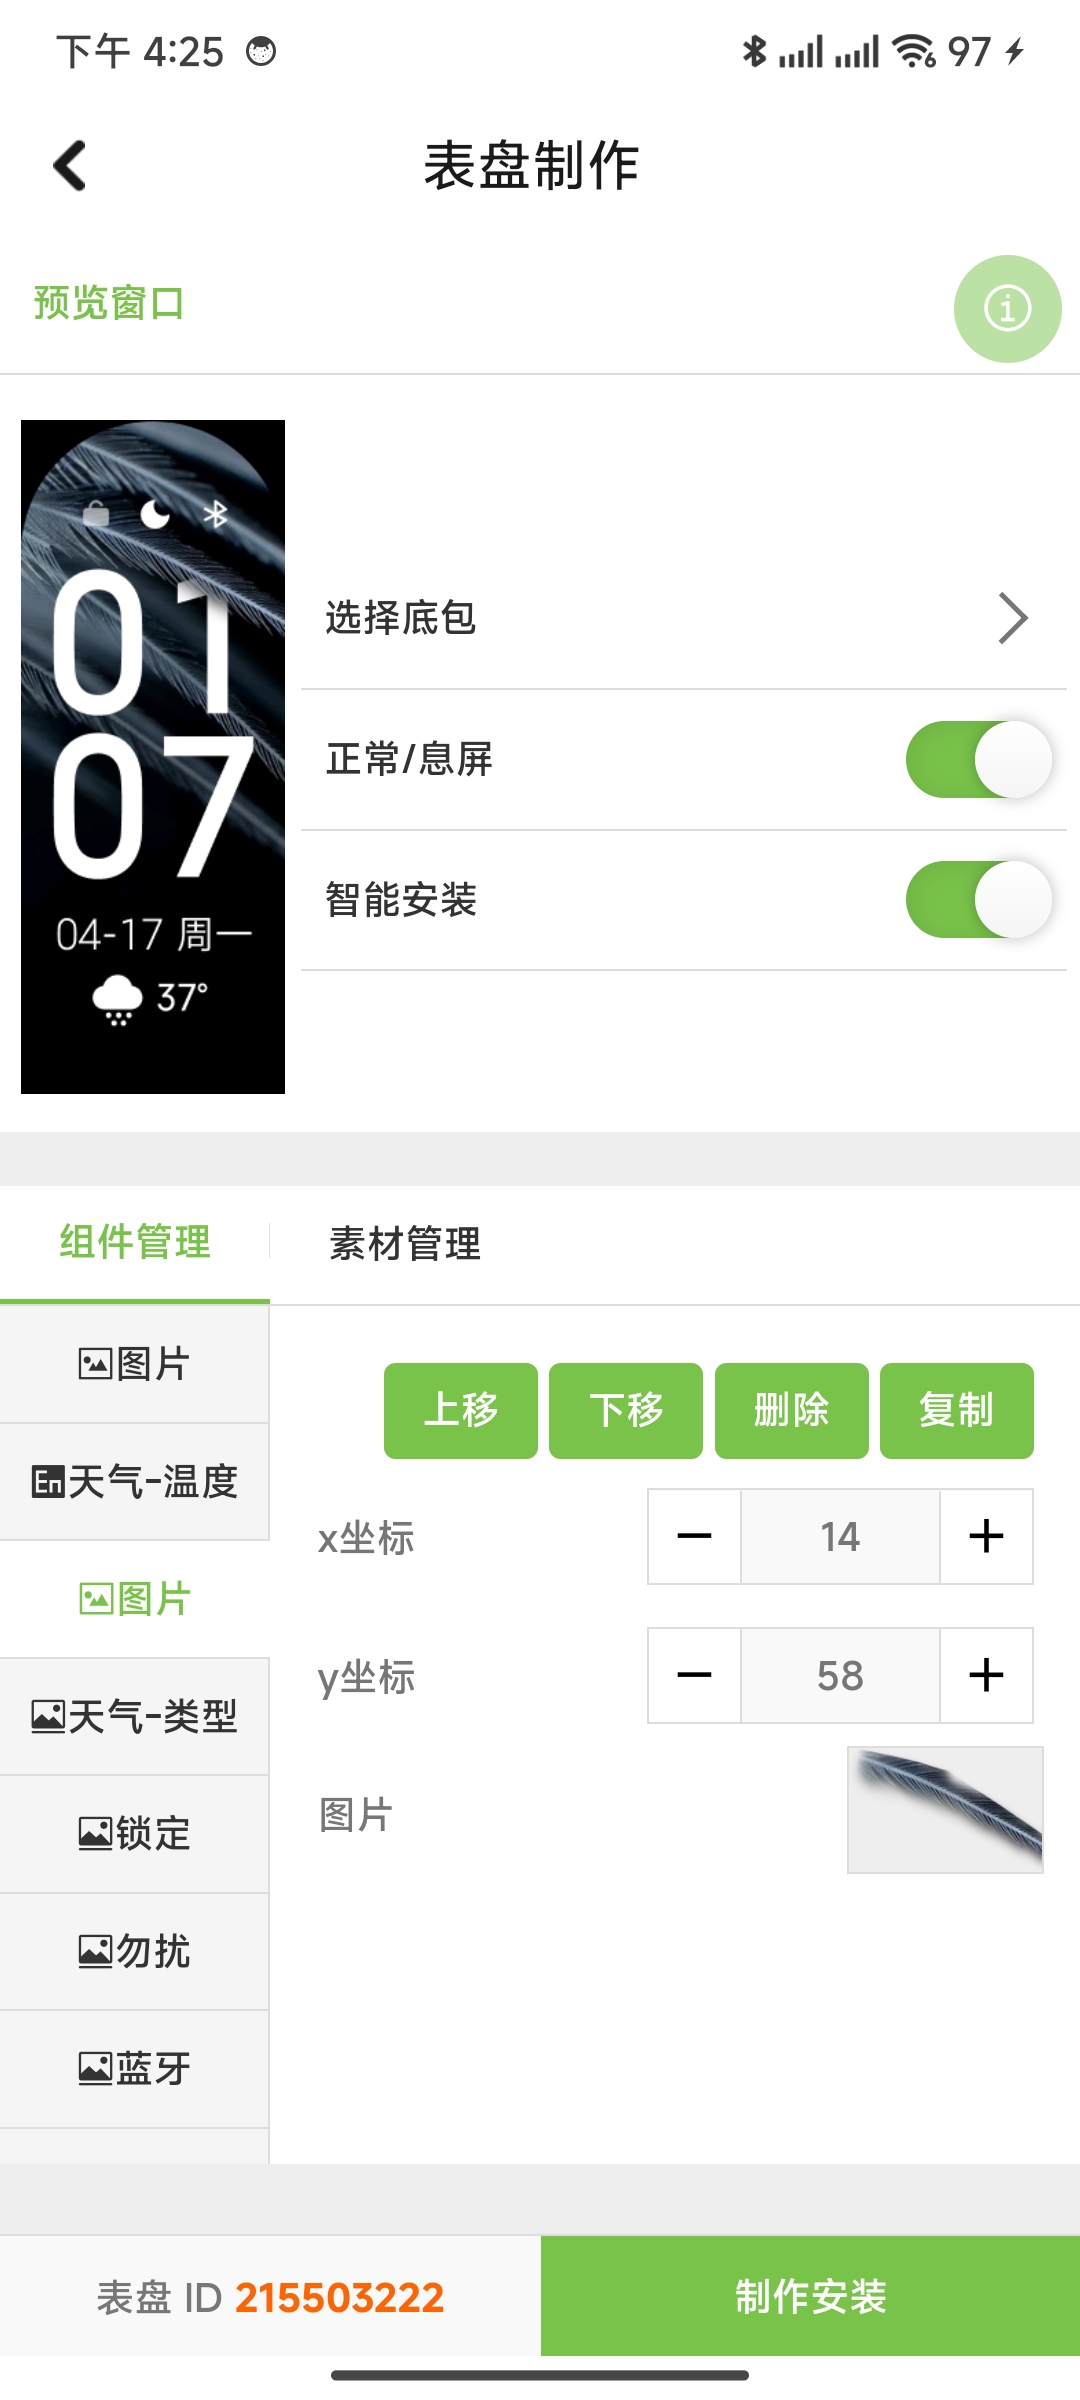 下午 4:25
6 97
表盘制作
预览窗口
01
07
04-17 周一
37°
选择底包
正常/息屏
智能安装
组件管理
素材管理
图片
En天气-温度
图片
天气-类型
锁定
勿扰
蓝牙
上移 下移 删除 复制
x坐标 — 14 +
y坐标 — 58 +
图片
表盘 ID 215503222
制作安装